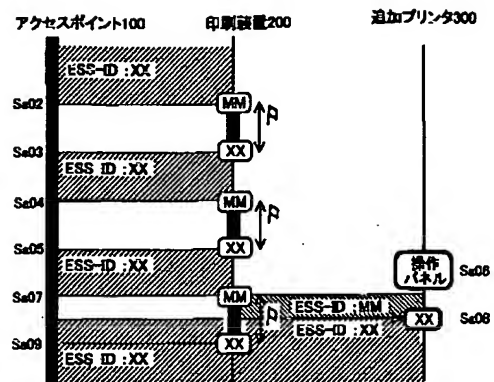 アクセスポイント100 印刷装置200 追加プリンタ300
ESS-ID :XX
Sa02 MM
P
Sa03 XX
ESS ID :XX
Sa04 MM
P
Sa05 XX
ESS-ID :XX
操作
パネル Sa06
Sa07 MM ESS-ID :MM
P
ESS-ID :XX XX Sa08
Sa09 XX
ESS ID :XX